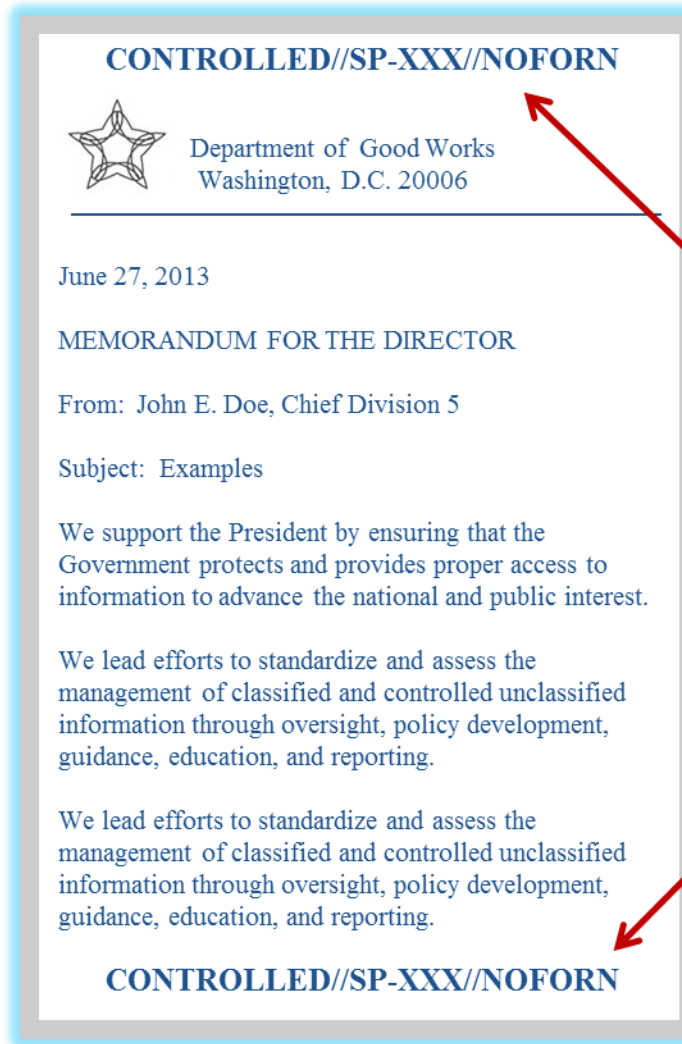 CONTROLLED//SP-XXX//NOFORN
Department of Good Works
Washington, D.C. 20006
June 27, 2013
MEMORANDUM FOR THE DIRECTOR
From: John E. Doe, Chief Division 5
Subject: Examples
We support the President by ensuring that the
Government protects and provides proper access to
information to advance the national and public interest.
We lead efforts to standardize and assess the
management of classified and controlled unclassified
information through oversight, policy development,
guidance, education, and reporting.
We lead efforts to standardize and assess the
management of classified and controlled unclassified
information through oversight, policy development,
guidance, education, and reporting.
CONTROLLED//SP-XXX//NOFORN